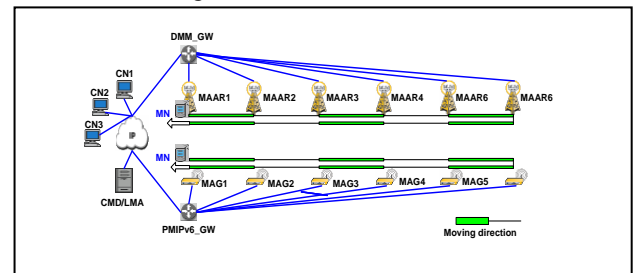 DMM_GW
CN1
CN2
CN3
MAAR1 MAAR2 MAAR3 MAAR4 MAAR6 MAAR6
MN
IP
MN
MAG1 MAG2 MAG3 MAG4 MAG5
CMD/LMA
PMIPv6_GW
Moving direction